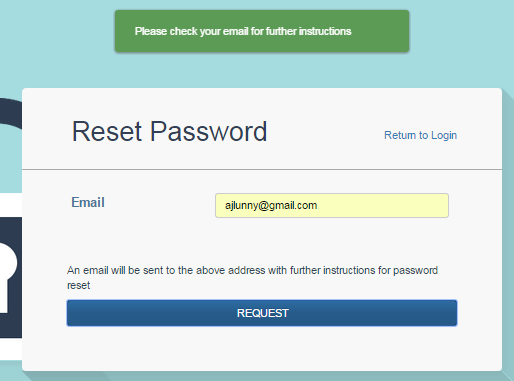 Please check your email for further instructions
Reset Password
Return to Login
Email
ajlunny@gmail.com
An email will be sent to the above address with further instructions for password
reset
REQUEST